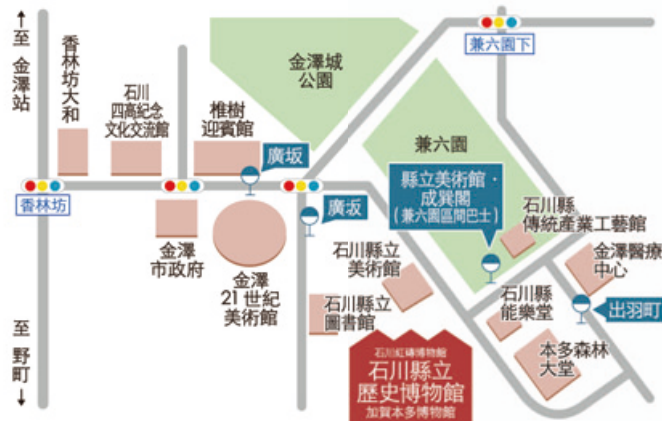 至 金澤站
香林坊大和
石川
四高紀念
文化交流館
椎樹
迎賓館
廣坂
金澤城
公園
兼六園下
兼六園
縣立美術館・
成巽閣
(兼六園區間巴士)
石川縣
傳統產業工藝館
金澤醫療
中心
香林坊
金澤
市政府
金澤
21世紀
美術館
廣坂
石川縣立
美術館
石川縣立
圖書館
石川縣
能樂堂
出羽町
本多森林
大堂
石川紅磚博物館
石川縣立
歷史博物館
加賀本多博物館
至 野町